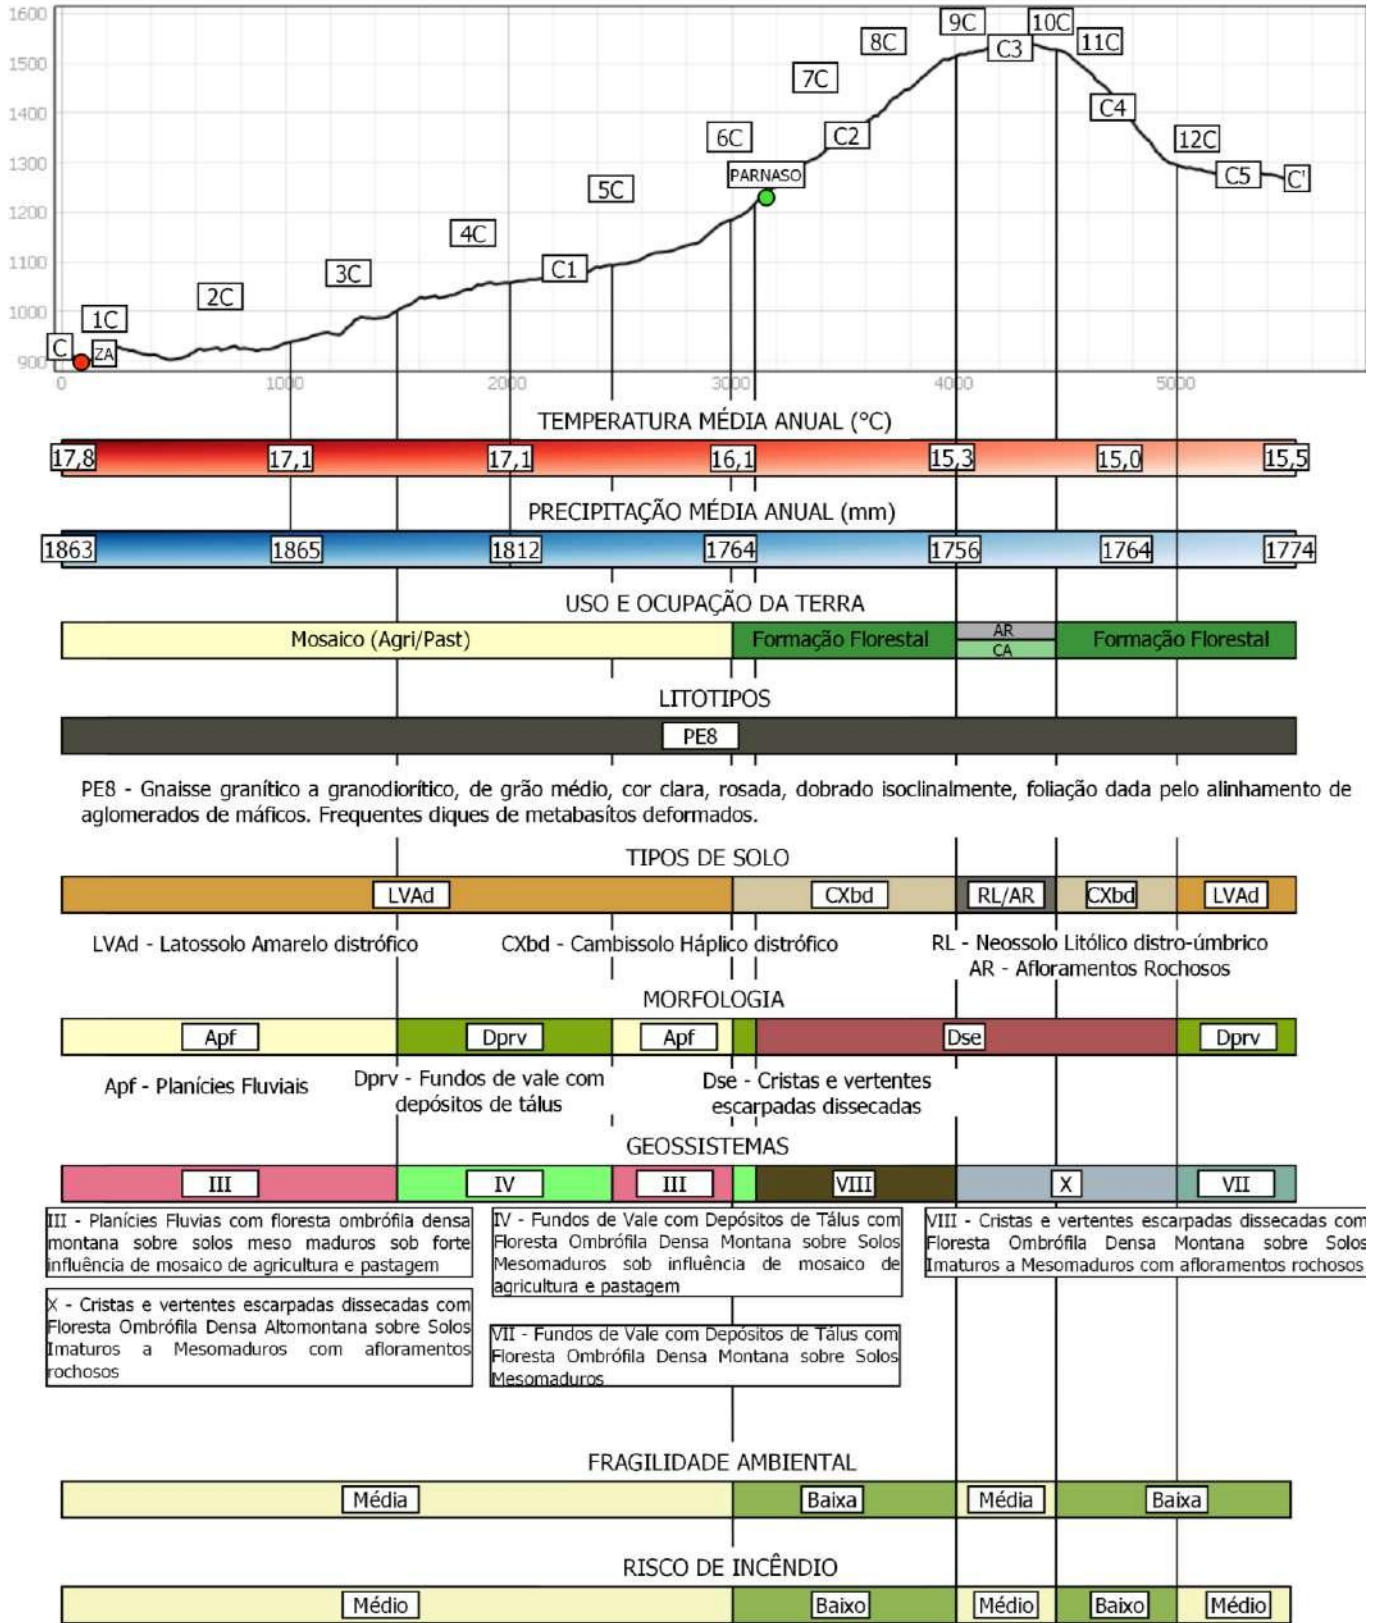 1600
1500
1400
1300
1200
1100
1000
900
9C
10C
11C
8C
C3
7C
C4
C2
6C
12C
PARNASO
C5
C'
5C
4C
C1
3C
2C
1C
C
ZA
0
1000
2000
3000
4000
5000
TEMPERATURA MÉDIA ANUAL (°C)
17,8
17,1
17,1
16,1
15,3
15,0
15,5
PRECIPITAÇÃO MÉDIA ANUAL (mm)
1863
1865
1812
1764
1756
1764
1774
USO E OCUPAÇÃO DA TERRA
Mosaico (Agri/Past)
Formação Florestal
AR
CA
Formação Florestal
LITOTIPOS
PE8
PE8 - Gnaisse granítico a granodiorítico, de grão médio, cor clara, rosada, dobrado isoclinalmente, foliação dada pelo alinhamento de
aglomerados de máficos. Frequentes diques de metabasítos deformados.
TIPOS DE SOLO
LVAd
CXbd
RL/AR
CXbd
LVAd
LVAd - Latossolo Amarelo distrófico
CXbd - Cambissolo Háplico distrófico
RL - Neossolo Litólico distro-úmbrico
AR - Afloramentos Rochosos
MORFOLOGIA
Apf
Dprv
Apf
Dse
Dprv
Apf - Planícies Fluviais
Dprv - Fundos de vale com
depósitos de tálus
Dse - Cristas e vertentes
escarpadas dissecadas
GEOSSISTEMAS
III
IV
III
VIII
X
VII
III - Planícies Fluvias com floresta ombrófila densa
montana sobre solos meso maduros sob forte
influência de mosaico de agricultura e pastagem
IV - Fundos de Vale com Depósitos de Tálus com
Floresta Ombrófila Densa Montana sobre Solos
Mesomaduros sob influência de mosaico de
agricultura e pastagem
VIII - Cristas e vertentes escarpadas dissecadas com
Floresta Ombrófila Densa Montana sobre Solos
Imaturos a Mesomaduros com afloramentos rochosos
X - Cristas e vertentes escarpadas dissecadas com
Floresta Ombrófila Densa Altomontana sobre Solos
Imaturos a Mesomaduros com afloramentos
rochosos
VII - Fundos de Vale com Depósitos de Tálus com
Floresta Ombrófila Densa Montana sobre Solos
Mesomaduros
FRAGILIDADE AMBIENTAL
Média
Baixa
Média
Baixa
RISCO DE INCÊNDIO
Médio
Baixo
Médio
Baixo
Médio